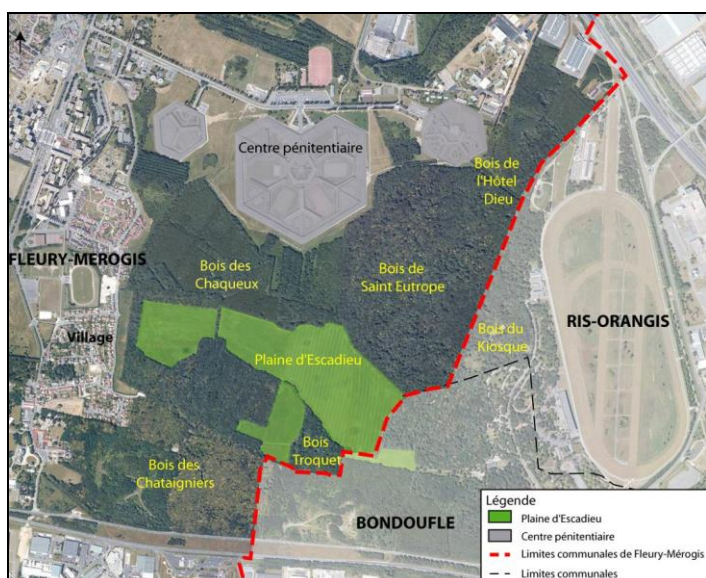 Centre pénitentiaire
Bois de
l'Hôtel
Dieu
FLEURY-MEROGIS
Bois des
Chaqueux
Bois de
Saint Eutrope
Bois du
Kiosque
RIS-ORANGIS
Village
Plaine d'Escadieu
Bois
Troquet
Bois des
Chataigniers
BONDOUFLE
Légende
Plaine d'Escadieu
Centre pénitentiaire
Limites communales de Fleury-Mérogis
Limites communales